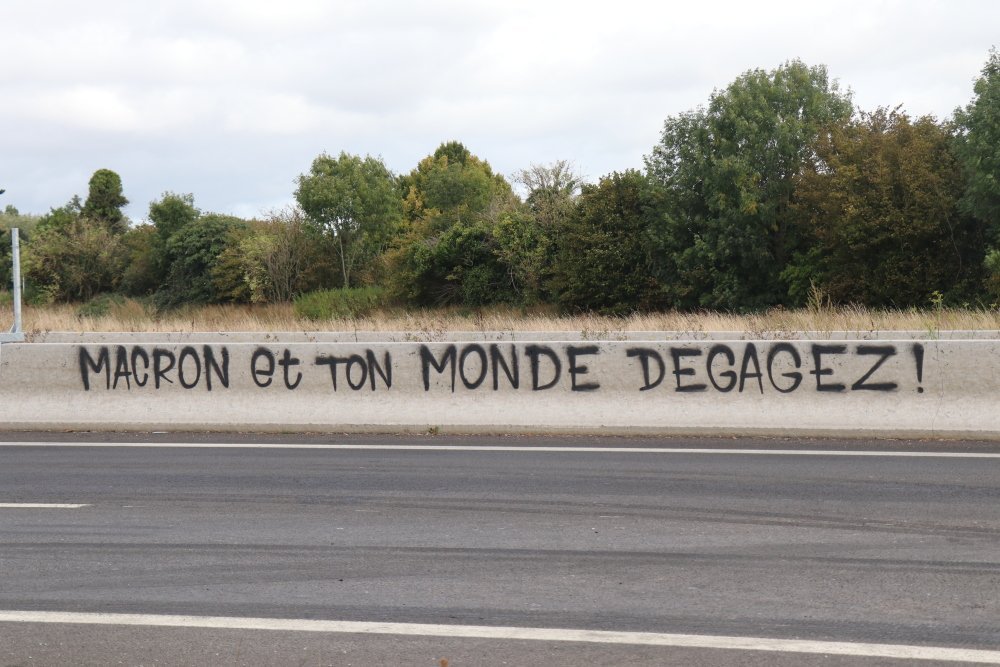 MACRON et TON MONDE DEGAGEZ !